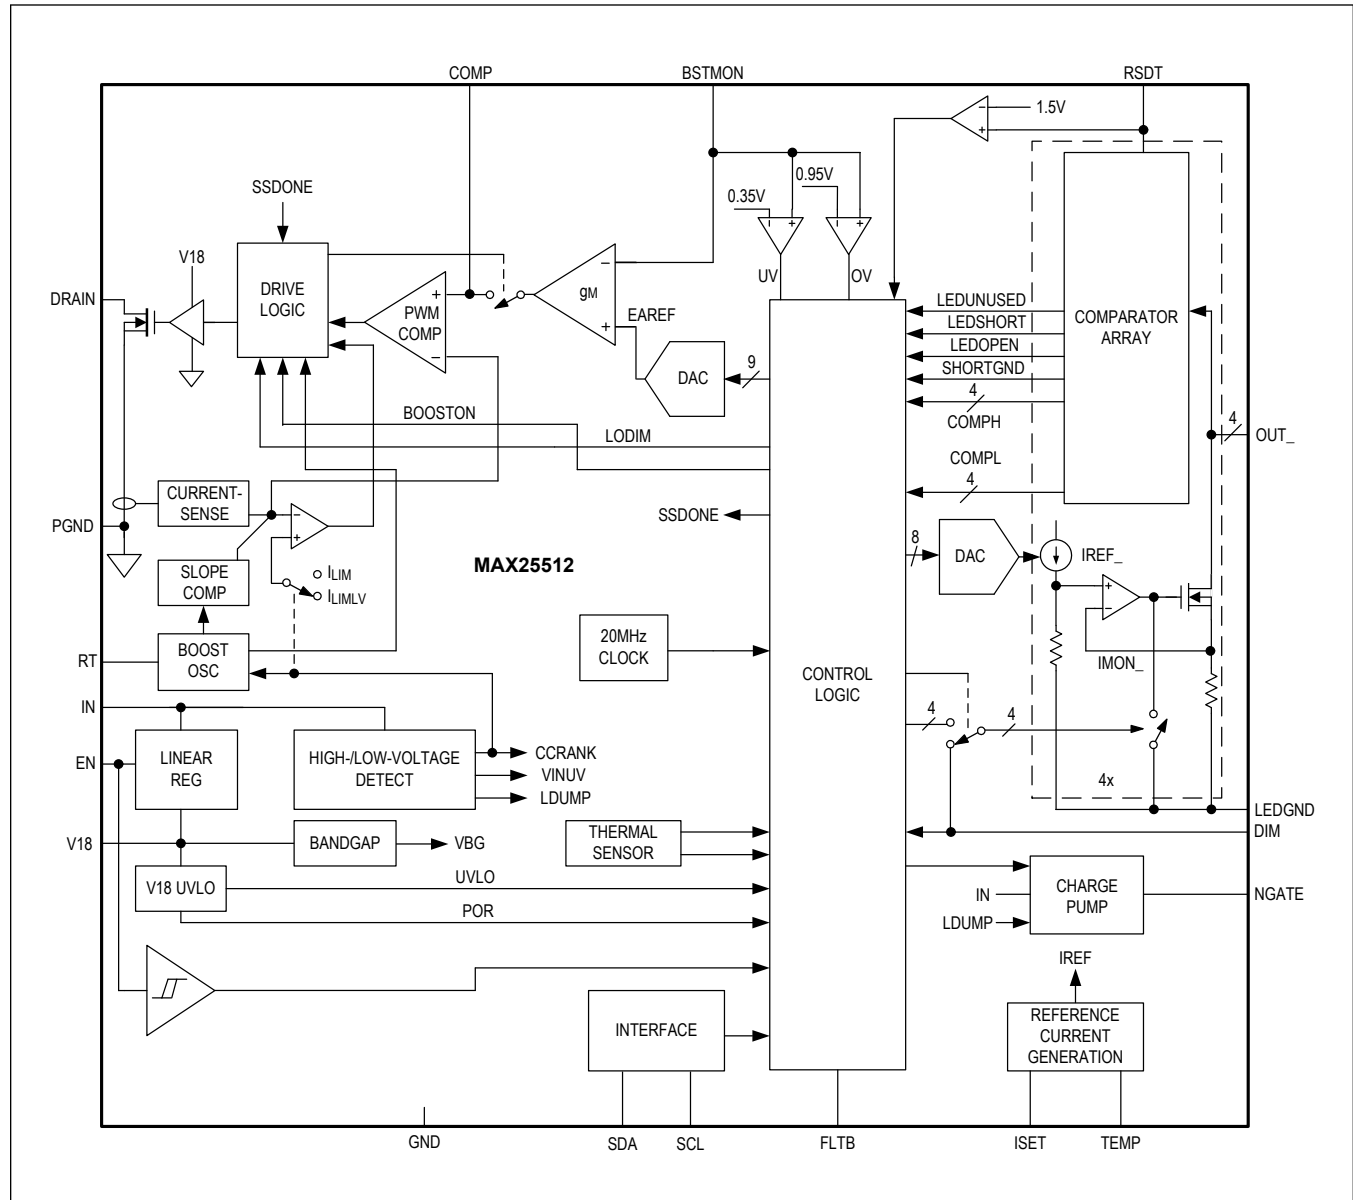 COMP
BSTMON
RSDT
1.5V
SSDONE
0.35V
0.95V
V18
UV
OV
DRAIN
DRIVE
LOGIC
PWM
COMP
gM
EAREF
DAC
9
LEDUNUSED
LEDSHORT
LEDOPEN
SHORTGND
4
COMPH
COMPL
4
COMPARATOR
ARRAY
4
OUT_
BOOSTON
LODIM
CURRENT-
SENSE
PGND
SSDONE
MAX25512
SLOPE
COMP
ILIM
ILIMLV
8
DAC
IREF_
RT
BOOST
OSC
20MHz
CLOCK
CONTROL
LOGIC
IMON_
IN
EN
LINEAR
REG
HIGH-/LOW-VOLTAGE
DETECT
CCRANK
VINUV
LDUMP
4
4
4x
LEDGND
DIM
V18
BANDGAP
VBG
THERMAL
SENSOR
V18 UVLO
UVLO
POR
IN
LDUMP
CHARGE
PUMP
NGATE
IREF
INTERFACE
REFERENCE
CURRENT
GENERATION
GND
SDA
SCL
FLTB
ISET
TEMP